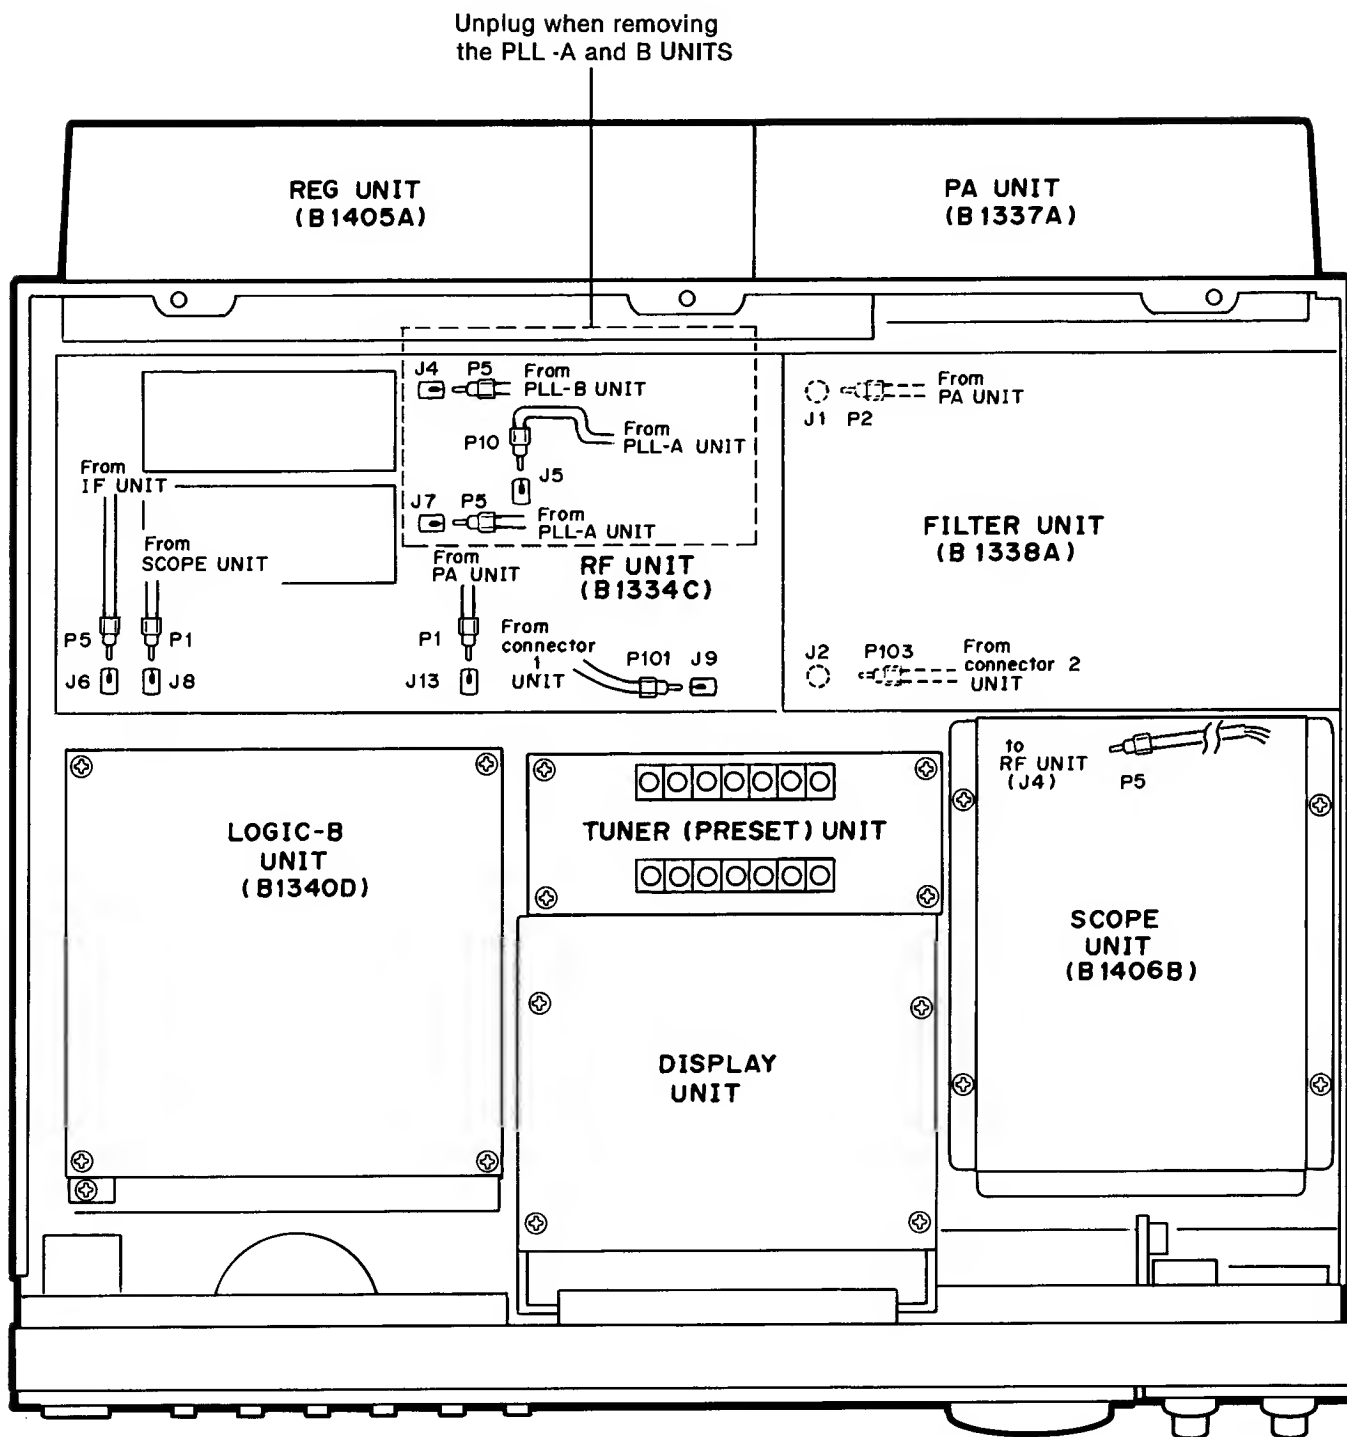 Unplug when removing
the PLL -A and B UNITS
REG UNIT
(B1405A)
PA UNIT
(B1337A)
J4 P5 From
PLL-B UNIT
P10 From
PLL-A UNIT
J5
J7 P5 From
PLL-A UNIT
From
IF UNIT
From
SCOPE UNIT
From
PA UNIT
RF UNIT
(B1334C)
P5 P1
J6 J8
P1
J13
From
connector
1
UNIT
P101 J9
From
PA UNIT
J1 P2
FILTER UNIT
(B1338A)
J2 P103 From
connector 2
UNIT
to
RF UNIT
(J4)
P5
LOGIC-B
UNIT
(B1340D)
TUNER (PRESET) UNIT
SCOPE
UNIT
(B1406B)
DISPLAY
UNIT